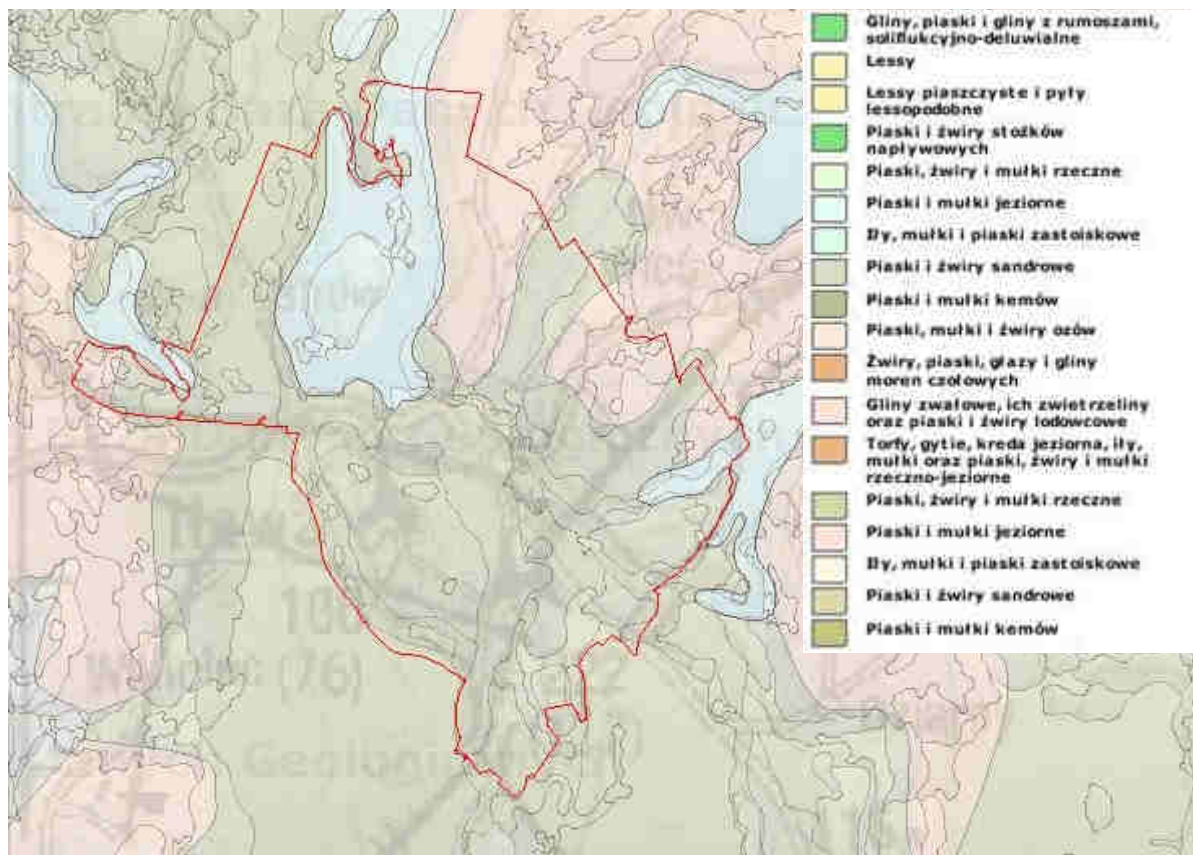 Gliny, piaski i gliny z rumoszami,
soliflukcyjno-deluwialne
Lessy
Lessy piaszczyste i pyły
lessopodobne
Piaski i żwiry stożków
napływowych
Piaski, żwiry i mułki rzeczne
Piaski i mułki jeziorne
Iły, mułki i piaski zastoiskowe
Piaski i żwiry sandrowe
Piaski i mułki kemów
Piaski, mułki i żwiry ozów
Żwiry, piaski, głazy i gliny
moren czołowych
Gliny zwałowe, ich zwietrzeliny
oraz piaski i żwiry lodowcowe
Torfy, gytie, kreda jeziorna, iły,
mułki oraz piaski, żwiry i mułki
rzeczno-jeziorne
Piaski, żwiry i mułki rzeczne
Piaski i mułki jeziorne
Iły, mułki i piaski zastoiskowe
Piaski i żwiry sandrowe
Piaski i mułki kemów
(76)